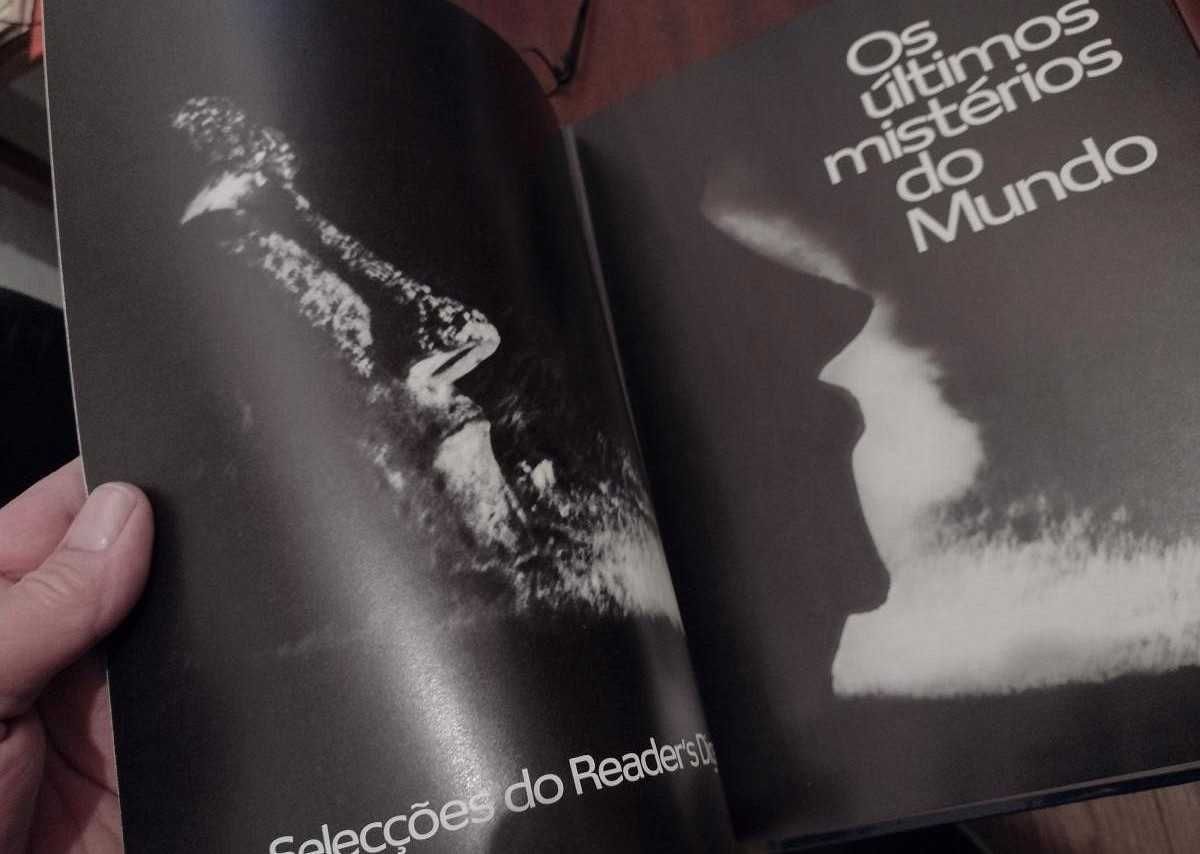 Selecções do Reader's
Os
últimos
mistérios
do
Mundo